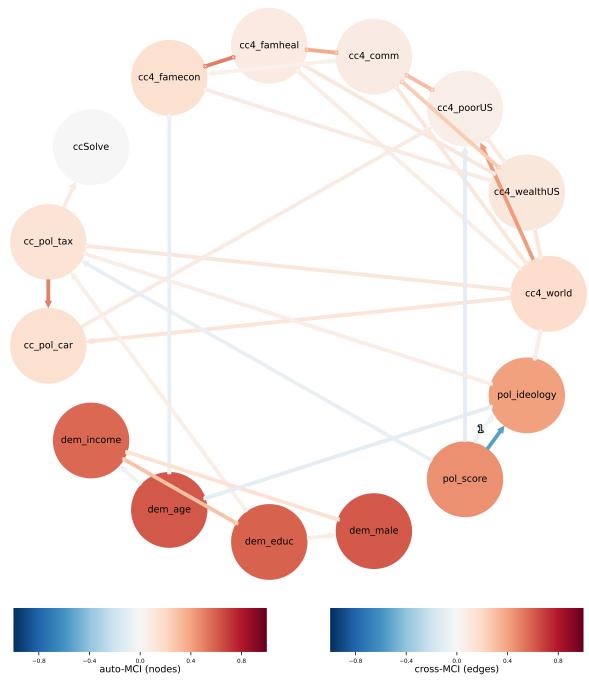 cc4_famheal
cc4_comm
cc4_famecon
cc4_poorUS
ccSolve
cc4_wealthUS
cc_pol_tax
cc4_world
cc_pol_car
pol_ideology
1
dem_income
pol_score
dem_age
dem_male
dem_educ
−0.8 −0.4 0.0 0.4 0.8
auto-MCI (nodes)
−0.8 −0.4 0.0 0.4 0.8
cross-MCI (edges)